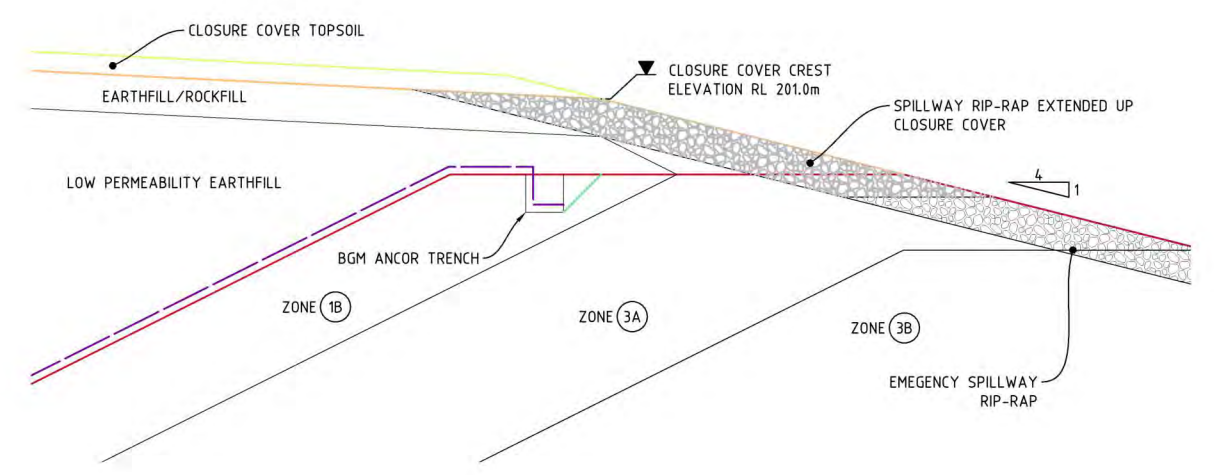 CLOSURE COVER TOPSOIL
CLOSURE COVER CREST
ELEVATION RL 201.0m
EARTHFILL/ROCKFILL
SPILLWAY RIP-RAP EXTENDED UP
CLOSURE COVER
LOW PERMEABILITY EARTHFILL
4
1
BGM ANCOR TRENCH
ZONE 1B
ZONE 3A
ZONE 3B
EMEGENCY SPILLWAY
RIP-RAP